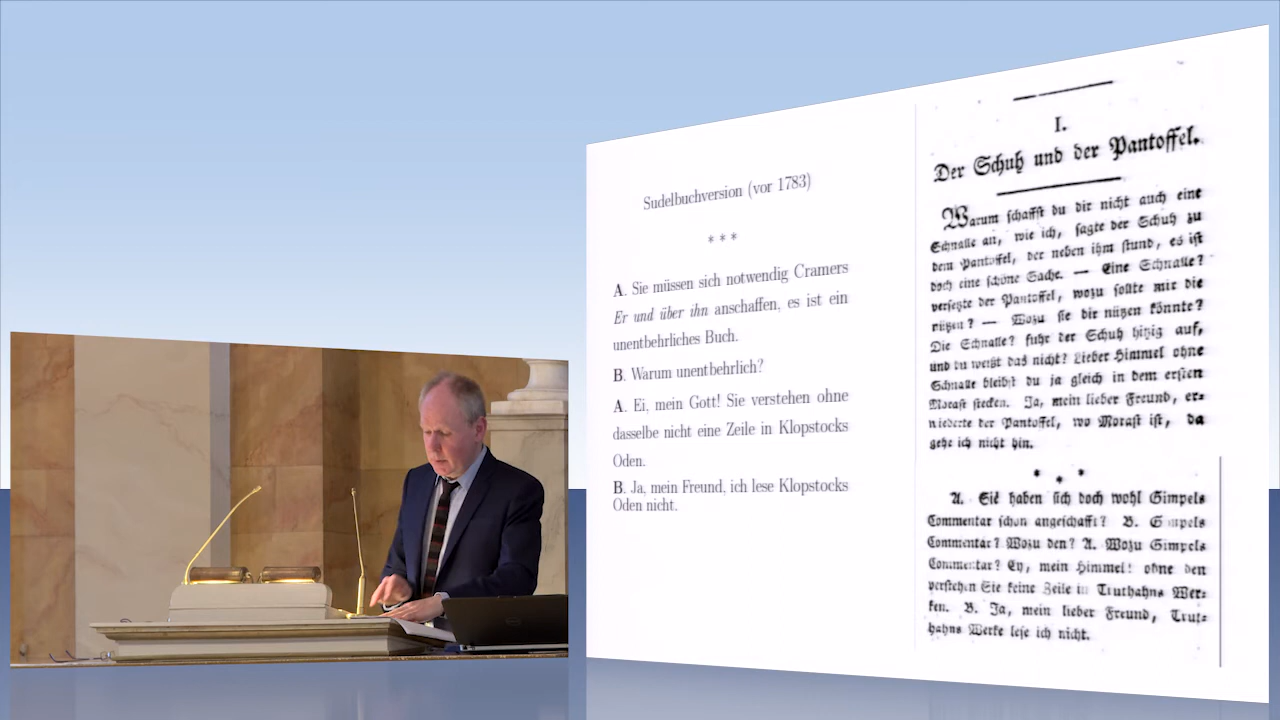 Sudelbuchversion (vor 1783)
* * *
A. Sie müssen sich notwendig Cramers
Er und über ihn anschaffen, es ist ein
unentbehrliches Buch.
B. Warum unentbehrlich?
A. Ei, mein Gott! Sie verstehen ohne
dasselbe nicht eine Zeile in Klopstocks
Oden.
B. Ja, mein Freund, ich lese Klopstocks
Oden nicht.
I.
Der Schuh und der Pantoffel.
Warum schaffst du dir nicht auch eine
Schnalle an, wie ich, sagte der Schuh zu
dem Pantoffel, der neben ihm stund, es ist
doch eine schöne Sache. — Eine Schnalle?
versetzte der Pantoffel, wozu sollte mir die
nützen? — Wozu sie dir nützen könnte?
Die Schnalle? fuhr der Schuh hitzig auf,
und du weißt das nicht? Lieber Himmel ohne
Schnalle bleibst du ja gleich in dem ersten
Morast stecken. Ja, mein lieber Freund, er-
niederte der Pantoffel, wo Morast ist, da
gehe ich nicht hin.
* * *
A. Sie haben sich doch wohl Gimpels
Commentar schon angeschafft? B. Gimpels
Commentar? Wozu den? A. Wozu Gimpels
Commentar? Ey, mein Himmel! ohne den
verstehen Sie keine Zeile in Truthahns Wer-
ken. B. Ja, mein lieber Freund, Trut-
hahns Werke lese ich nicht.